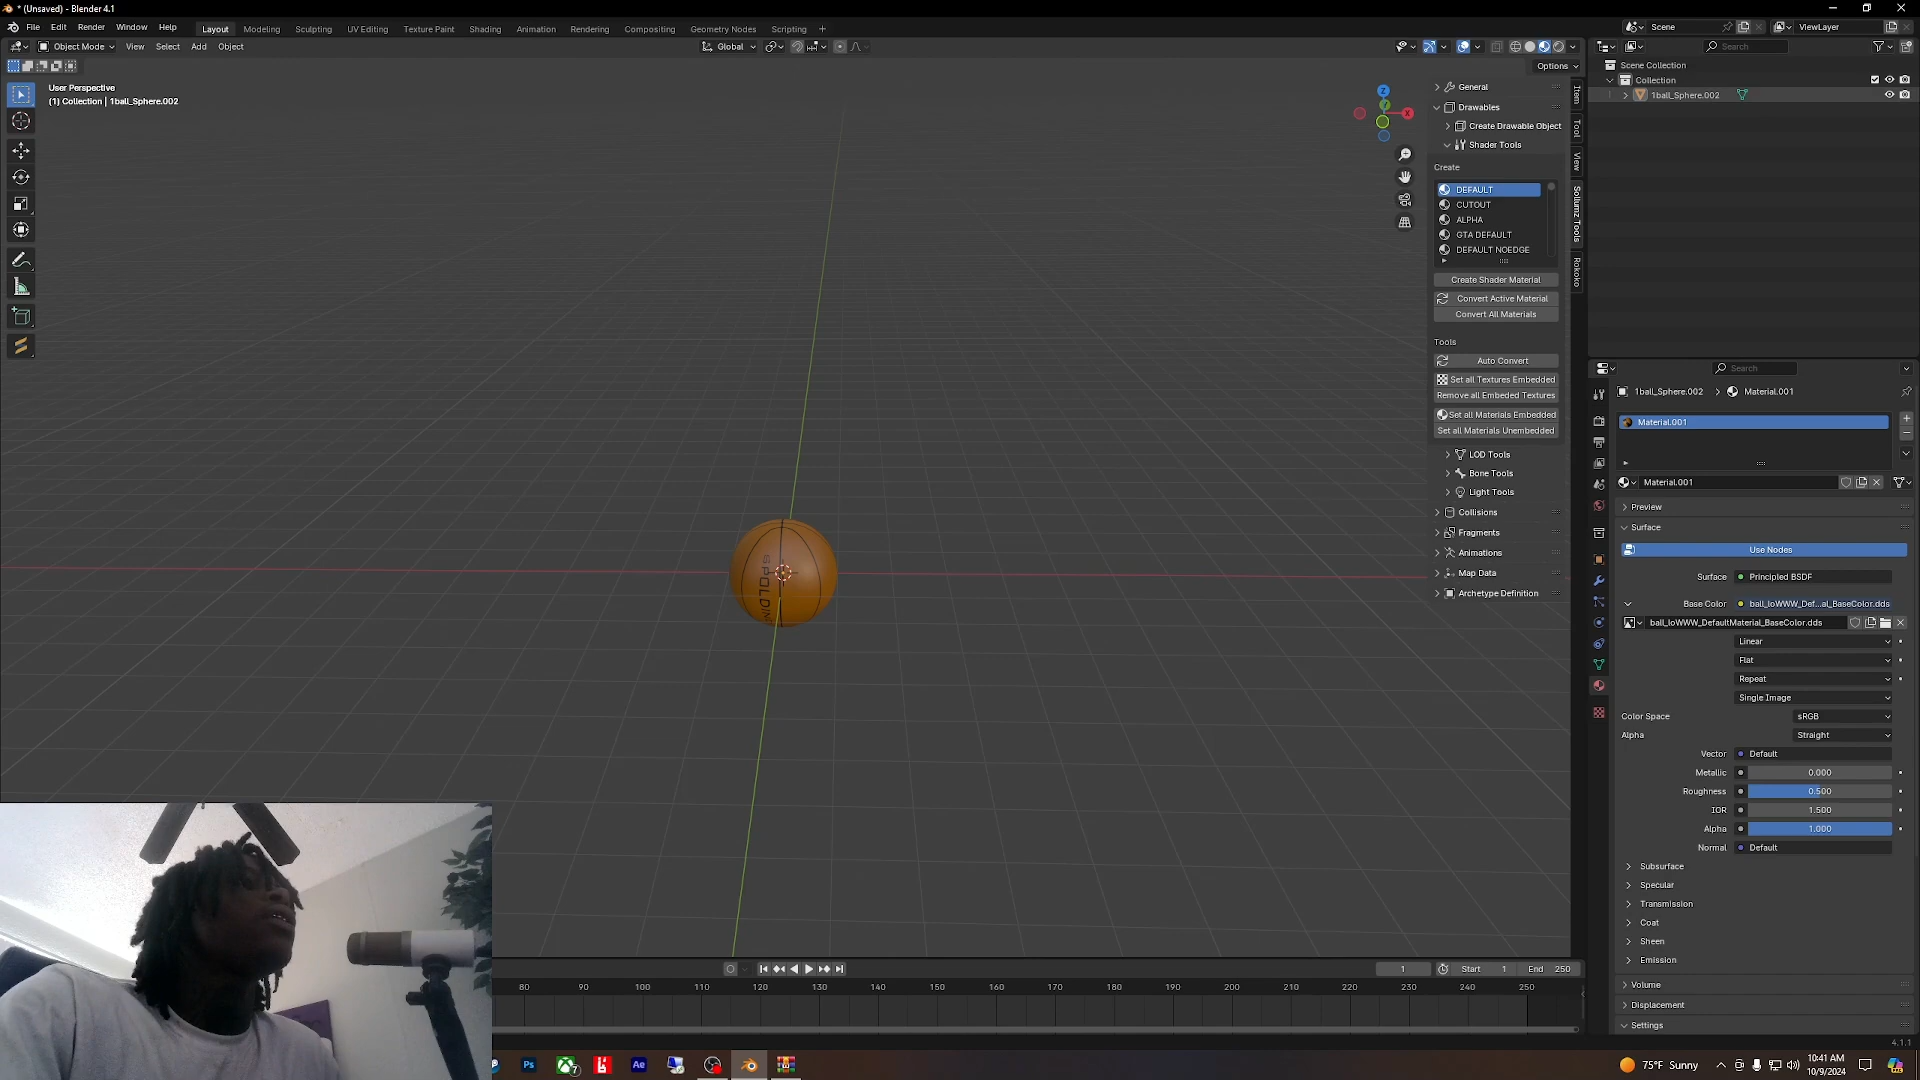 * (Unsaved) - Blender 4.1
File Edit Render Window Help
Layout Modeling Sculpting UV Editing Texture Paint Shading Animation Rendering Compositing Geometry Nodes Scripting +
Scene
ViewLayer
Object Mode View Select Add Object
Global
Search
Options
User Perspective
(1) Collection | 1ball_Sphere.002
Z
Y
X
Item
Tool
View
Sollumz Tools
Rokoko
General
Drawables
Create Drawable Object
Shader Tools
Create
DEFAULT
CUTOUT
ALPHA
GTA DEFAULT
DEFAULT NOEDGE
Create Shader Material
Convert Active Material
Convert All Materials
Tools
Auto Convert
Set all Textures Embedded
Remove all Embeded Textures
Set all Materials Embedded
Set all Materials Unembedded
LOD Tools
Bone Tools
Light Tools
Collisions
Fragments
Animations
Map Data
Archetype Definition
Scene Collection
Collection
1ball_Sphere.002
Search
1ball_Sphere.002 > Material.001
Material.001
Material.001
Preview
Surface
Use Nodes
Surface Principled BSDF
Base Color ball_loWWW_Def...al_BaseColor.dds
ball_loWWW_DefaultMaterial_BaseColor.dds
Linear
Flat
Repeat
Single Image
Color Space sRGB
Alpha Straight
Vector Default
Metallic 0.000
Roughness 0.500
IOR 1.500
Alpha 1.000
Normal Default
Subsurface
Specular
Transmission
Coat
Sheen
Emission
Volume
Displacement
Settings
1 Start 1 End 250
80 90 100 110 120 130 140 150 160 170 180 190 200 210 220 230 240 250
4.1.1
Ps
7
Ae
75°F Sunny
10:41 AM
10/9/2024